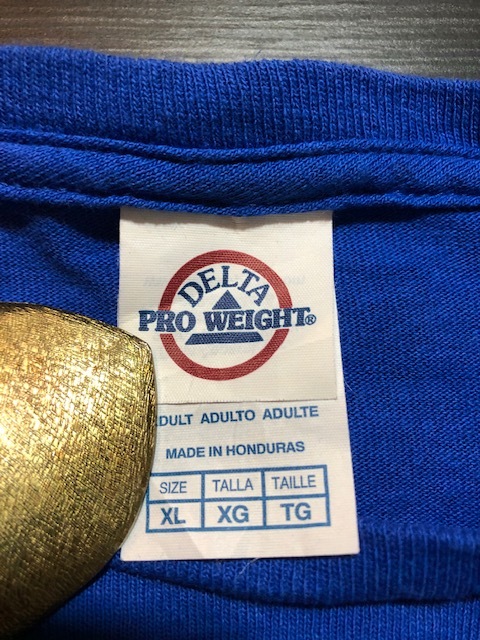 DELTA
PRO WEIGHT®
ADULT ADULTO ADULTE
MADE IN HONDURAS
SIZE TALLA TAILLE
XL XG TG